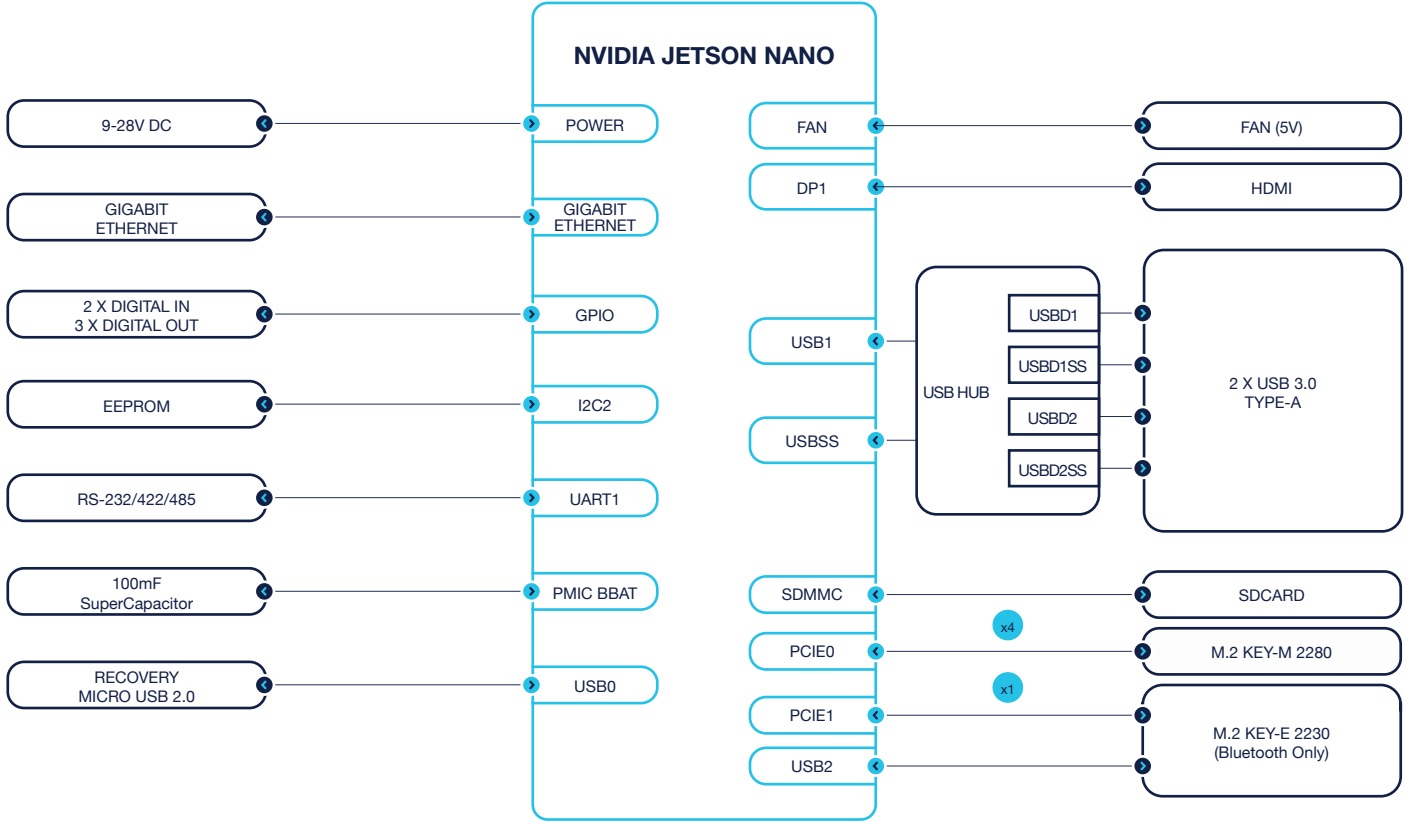 NVIDIA JETSON NANO
9-28V DC
POWER
GIGABIT
ETHERNET
GIGABIT
ETHERNET
2 X DIGITAL IN
3 X DIGITAL OUT
GPIO
EEPROM
I2C2
RS-232/422/485
UART1
100mF
SuperCapacitor
PMIC BBAT
RECOVERY
MICRO USB 2.0
USB0
FAN
FAN (5V)
DP1
HDMI
USB1
USBSS
USB HUB
USBD1
USBD1SS
USBD2
USBD2SS
2 X USB 3.0
TYPE-A
SDMMC
SDCARD
x4
PCIE0
M.2 KEY-M 2280
x1
PCIE1
USB2
M.2 KEY-E 2230
(Bluetooth Only)